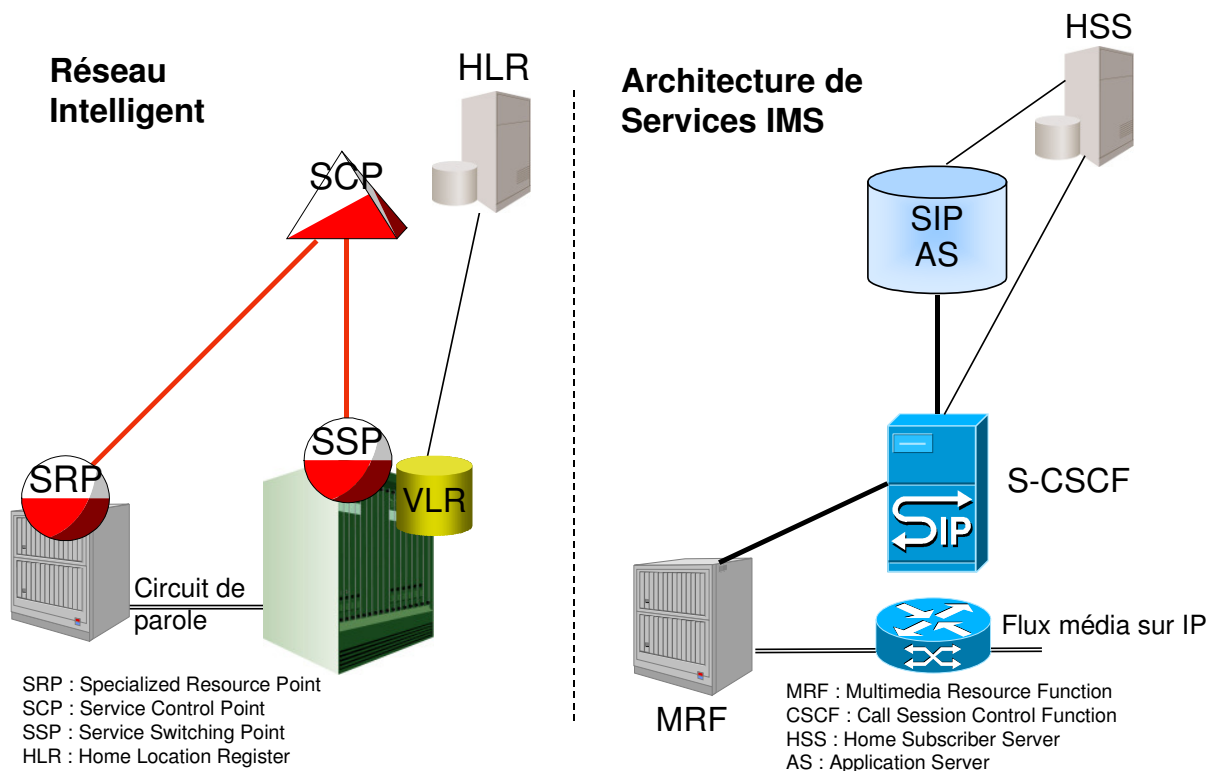 Réseau
Intelligent
HLR
SCP
SSP
SRP
VLR
Circuit de
parole
SRP : Specialized Resource Point
SCP : Service Control Point
SSP : Service Switching Point
HLR : Home Location Register
Architecture de
Services IMS
HSS
SIP
AS
S-CSCF
SIP
Flux média sur IP
MRF
MRF : Multimedia Resource Function
CSCF : Call Session Control Function
HSS : Home Subscriber Server
AS : Application Server